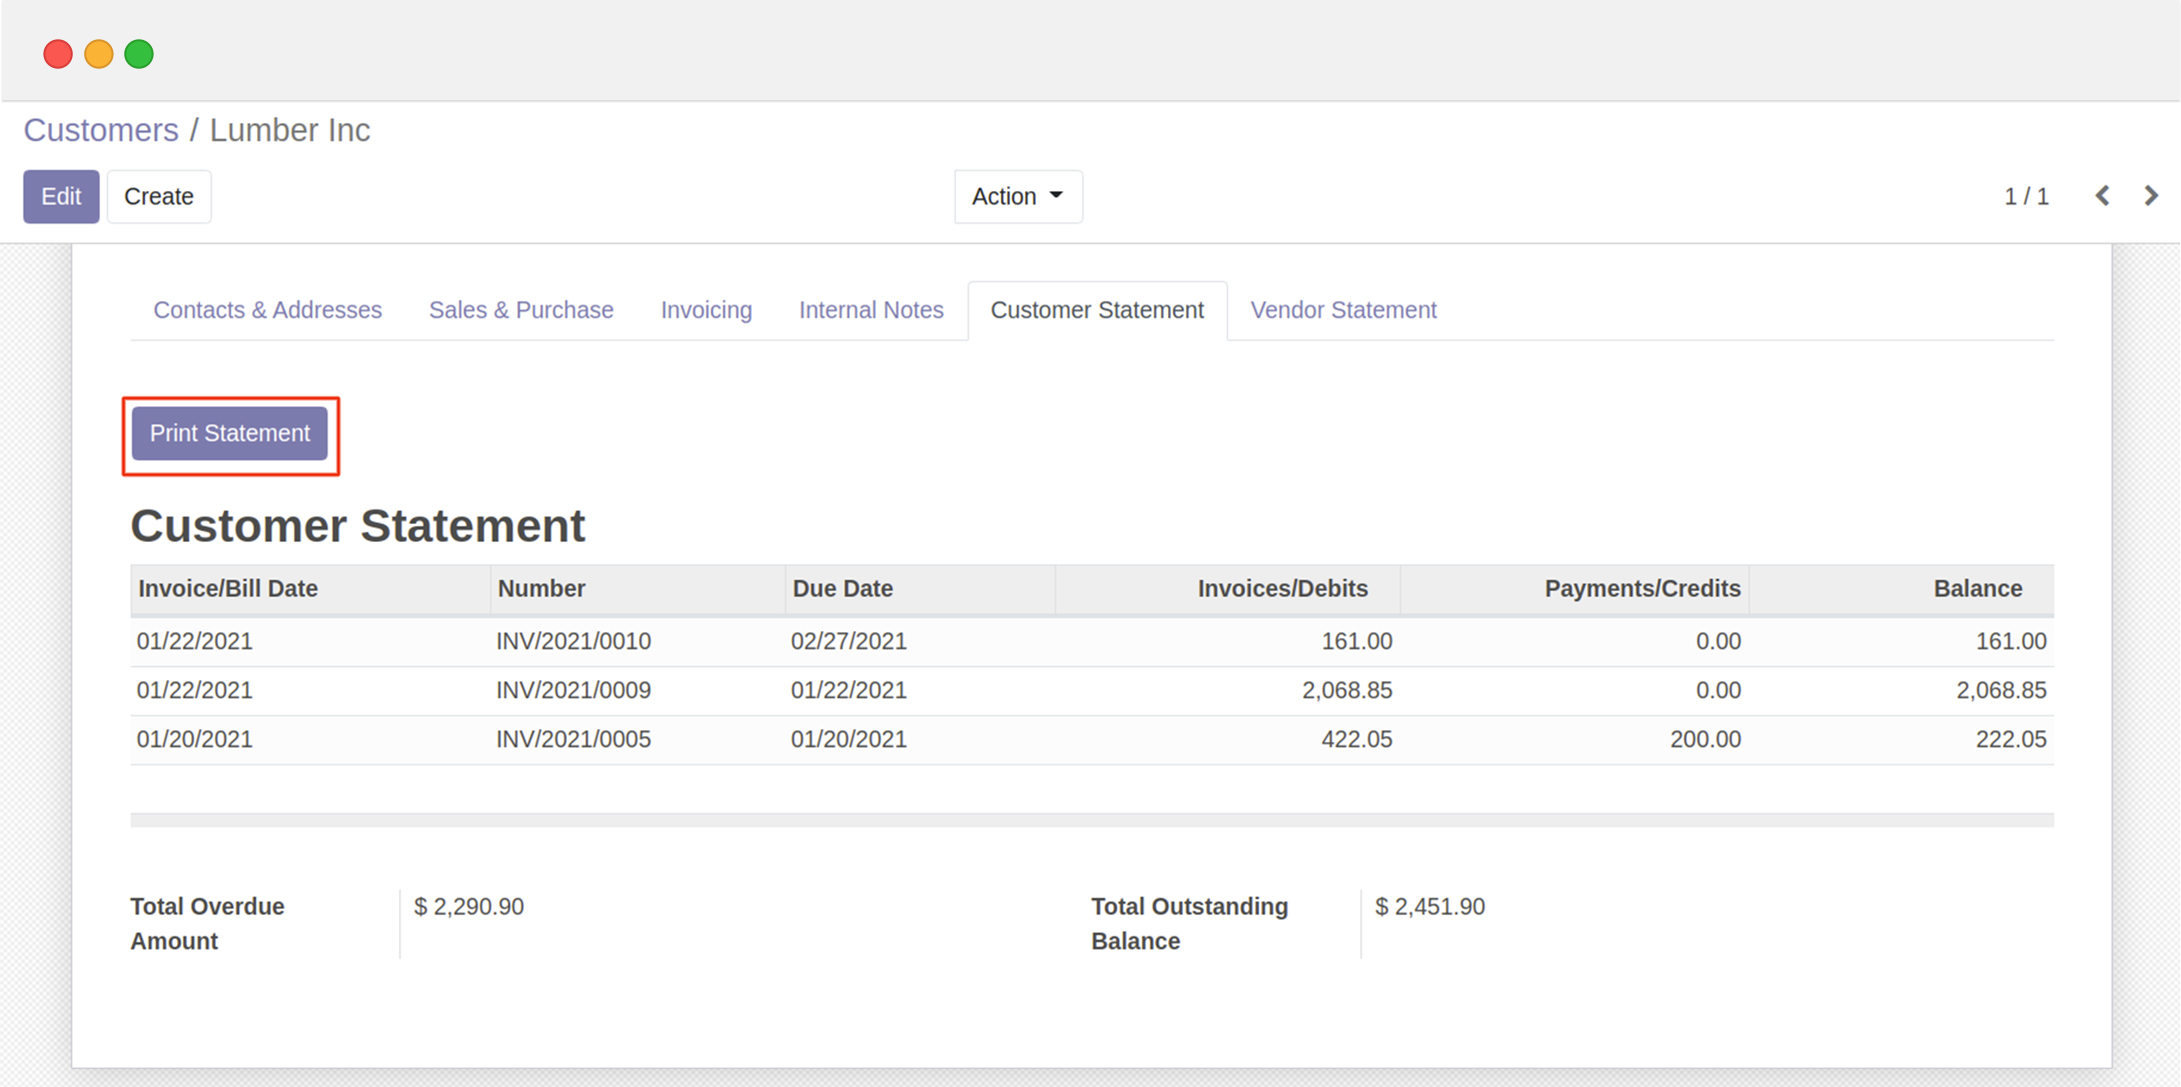 Customers / Lumber Inc
Edit Create Action 1 / 1
Contacts & Addresses Sales & Purchase Invoicing Internal Notes Customer Statement Vendor Statement
Print Statement
Customer Statement
Invoice/Bill Date Number Due Date Invoices/Debits Payments/Credits Balance
01/22/2021 INV/2021/0010 02/27/2021 161.00 0.00 161.00
01/22/2021 INV/2021/0009 01/22/2021 2,068.85 0.00 2,068.85
01/20/2021 INV/2021/0005 01/20/2021 422.05 200.00 222.05
Total Overdue Amount $ 2,290.90
Total Outstanding Balance $ 2,451.90